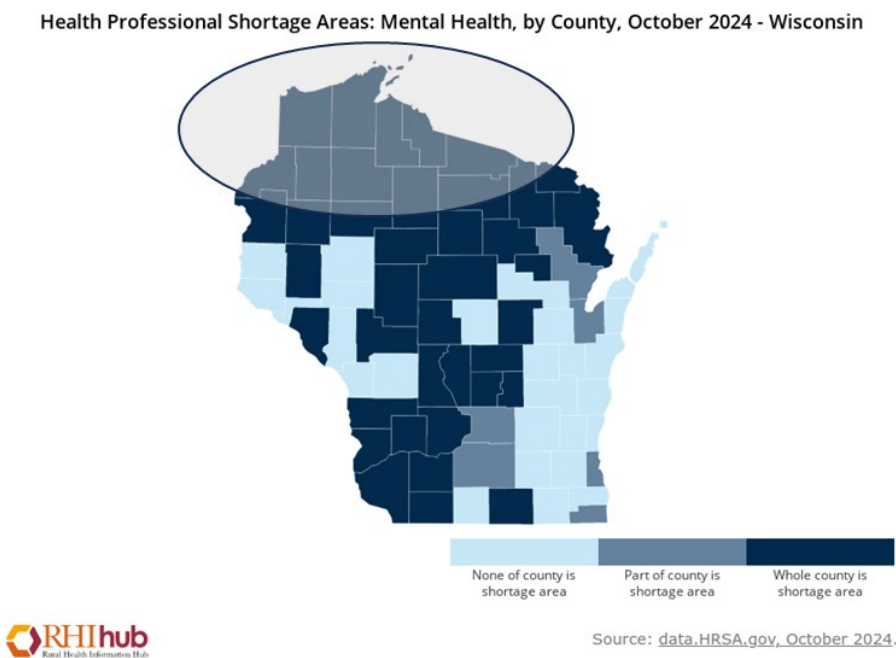 Health Professional Shortage Areas: Mental Health, by County, October 2024 - Wisconsin
None of county is
shortage area
Part of county is
shortage area
Whole county is
shortage area
RHIhub
Rural Health Information Hub
Source: data.HRSA.gov, October 2024.